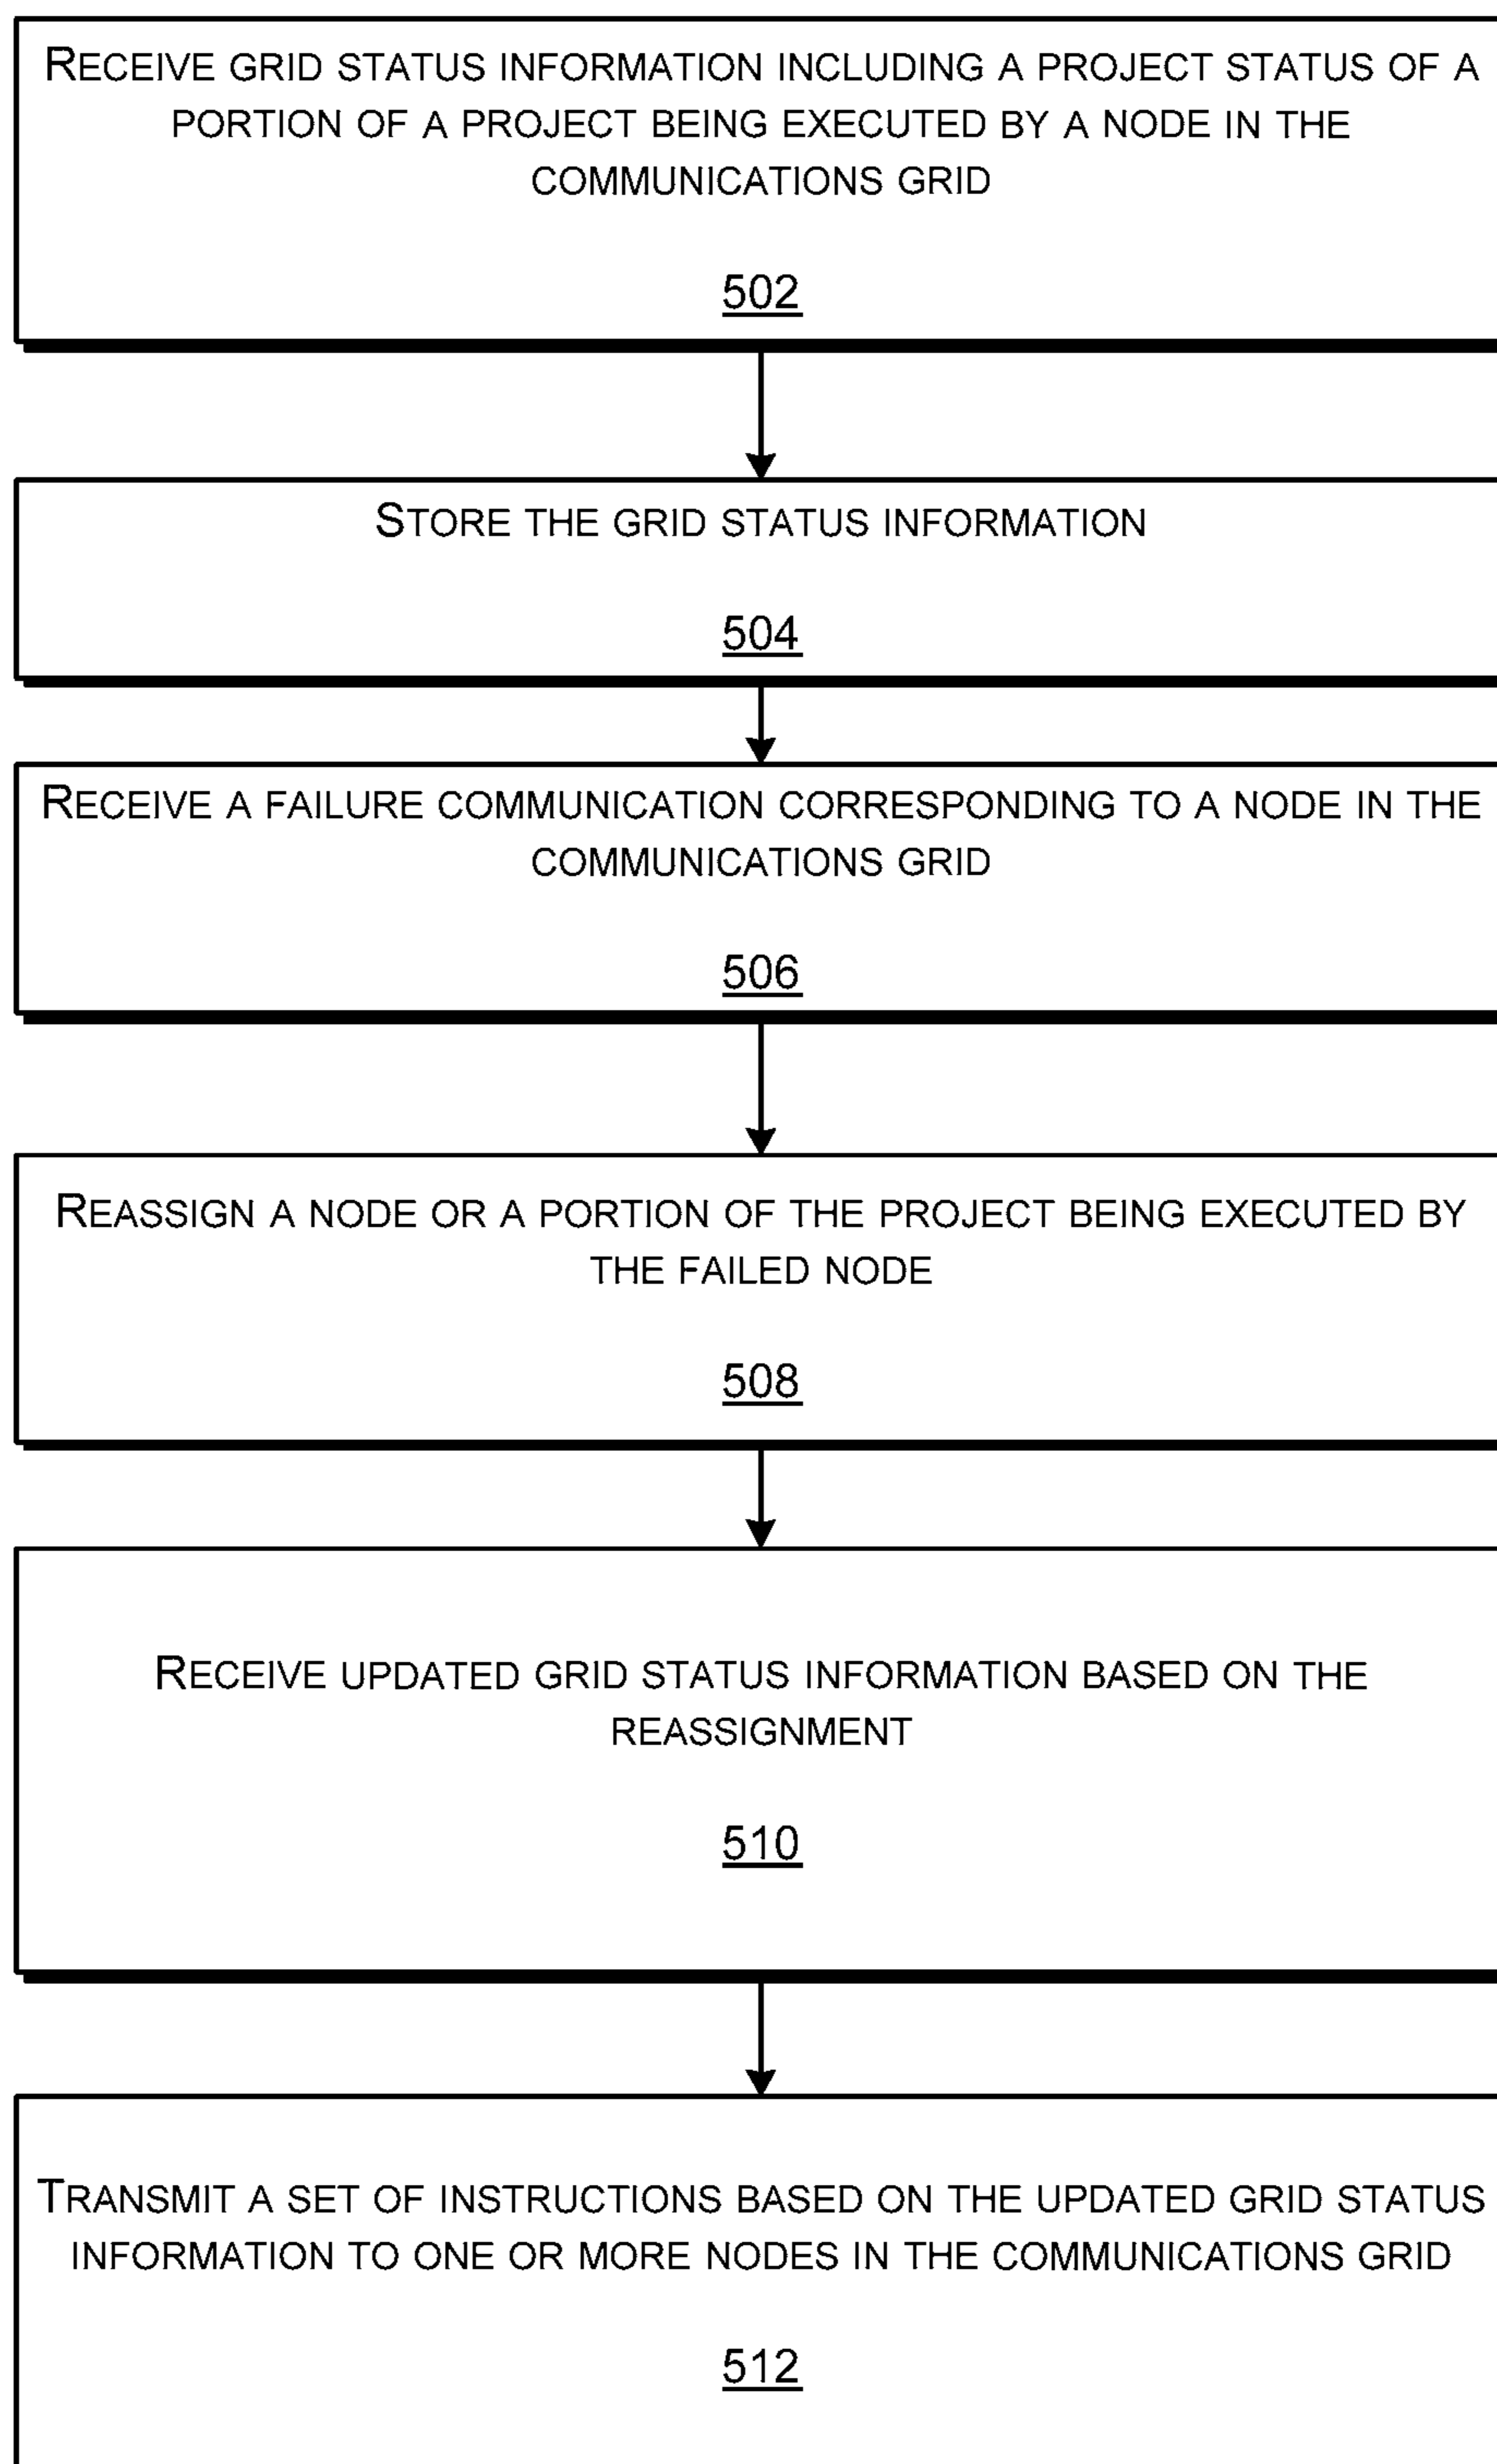 RECEIVE GRID STATUS INFORMATION INCLUDING A PROJECT STATUS OF A
PORTION OF A PROJECT BEING EXECUTED BY A NODE IN THE
COMMUNICATIONS GRID
502
STORE THE GRID STATUS INFORMATION
504
RECEIVE A FAILURE COMMUNICATION CORRESPONDING TO A NODE IN THE
COMMUNICATIONS GRID
506
REASSIGN A NODE OR A PORTION OF THE PROJECT BEING EXECUTED BY
THE FAILED NODE
508
RECEIVE UPDATED GRID STATUS INFORMATION BASED ON THE
REASSIGNMENT
510
TRANSMIT A SET OF INSTRUCTIONS BASED ON THE UPDATED GRID STATUS
INFORMATION TO ONE OR MORE NODES IN THE COMMUNICATIONS GRID
512